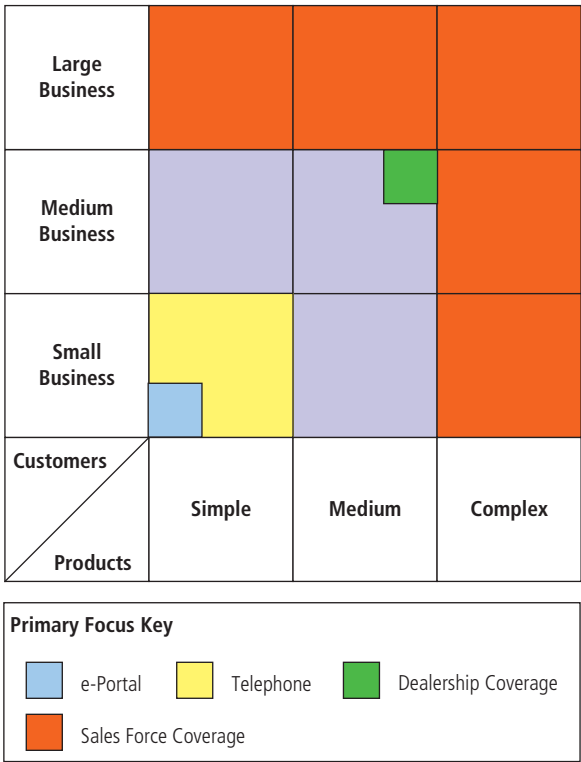 Large
Business
Medium
Business
Small
Business
Customers
Products
Simple
Medium
Complex
Primary Focus Key
e-Portal
Telephone
Dealership Coverage
Sales Force Coverage